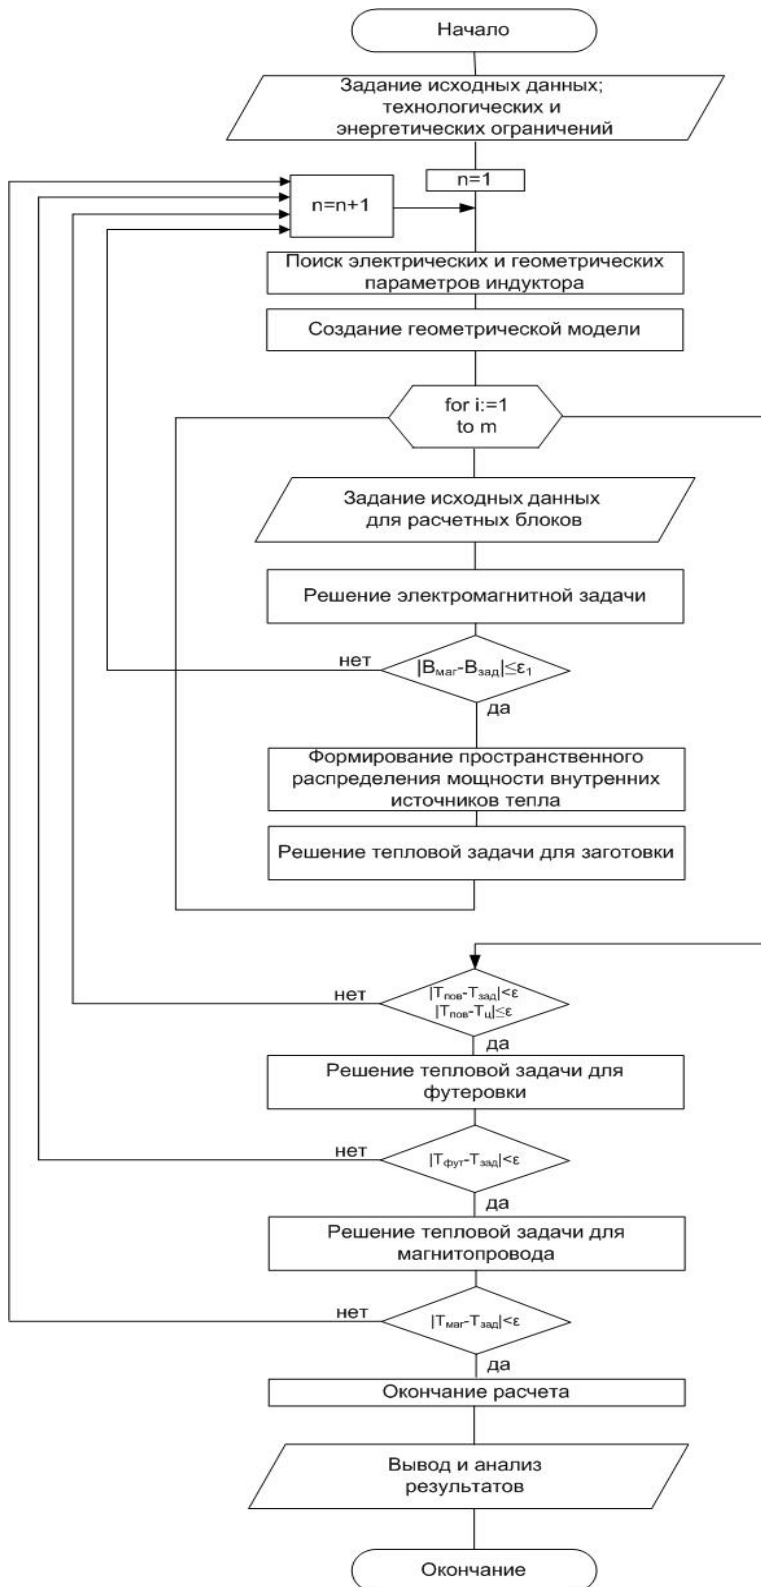 Начало
Задание исходных данных;
технологических и
энергетических ограничений
n=1
n=n+1
Поиск электрических и геометрических
параметров индуктора
Создание геометрической модели
for i:=1
to m
Задание исходных данных
для расчетных блоков
Решение электромагнитной задачи
нет
|Bмаг-Bзад|≤ε₁
да
Формирование пространственного
распределения мощности внутренних
источников тепла
Решение тепловой задачи для заготовки
|Tпов-Tзад|<ε
нет
|Tпов-Tц|≤ε
да
Решение тепловой задачи для
футеровки
нет
|Tфут-Tзад|<ε
да
Решение тепловой задачи для
магнитопровода
нет
|Tмаг-Tзад|<ε
да
Окончание расчета
Вывод и анализ
результатов
Окончание